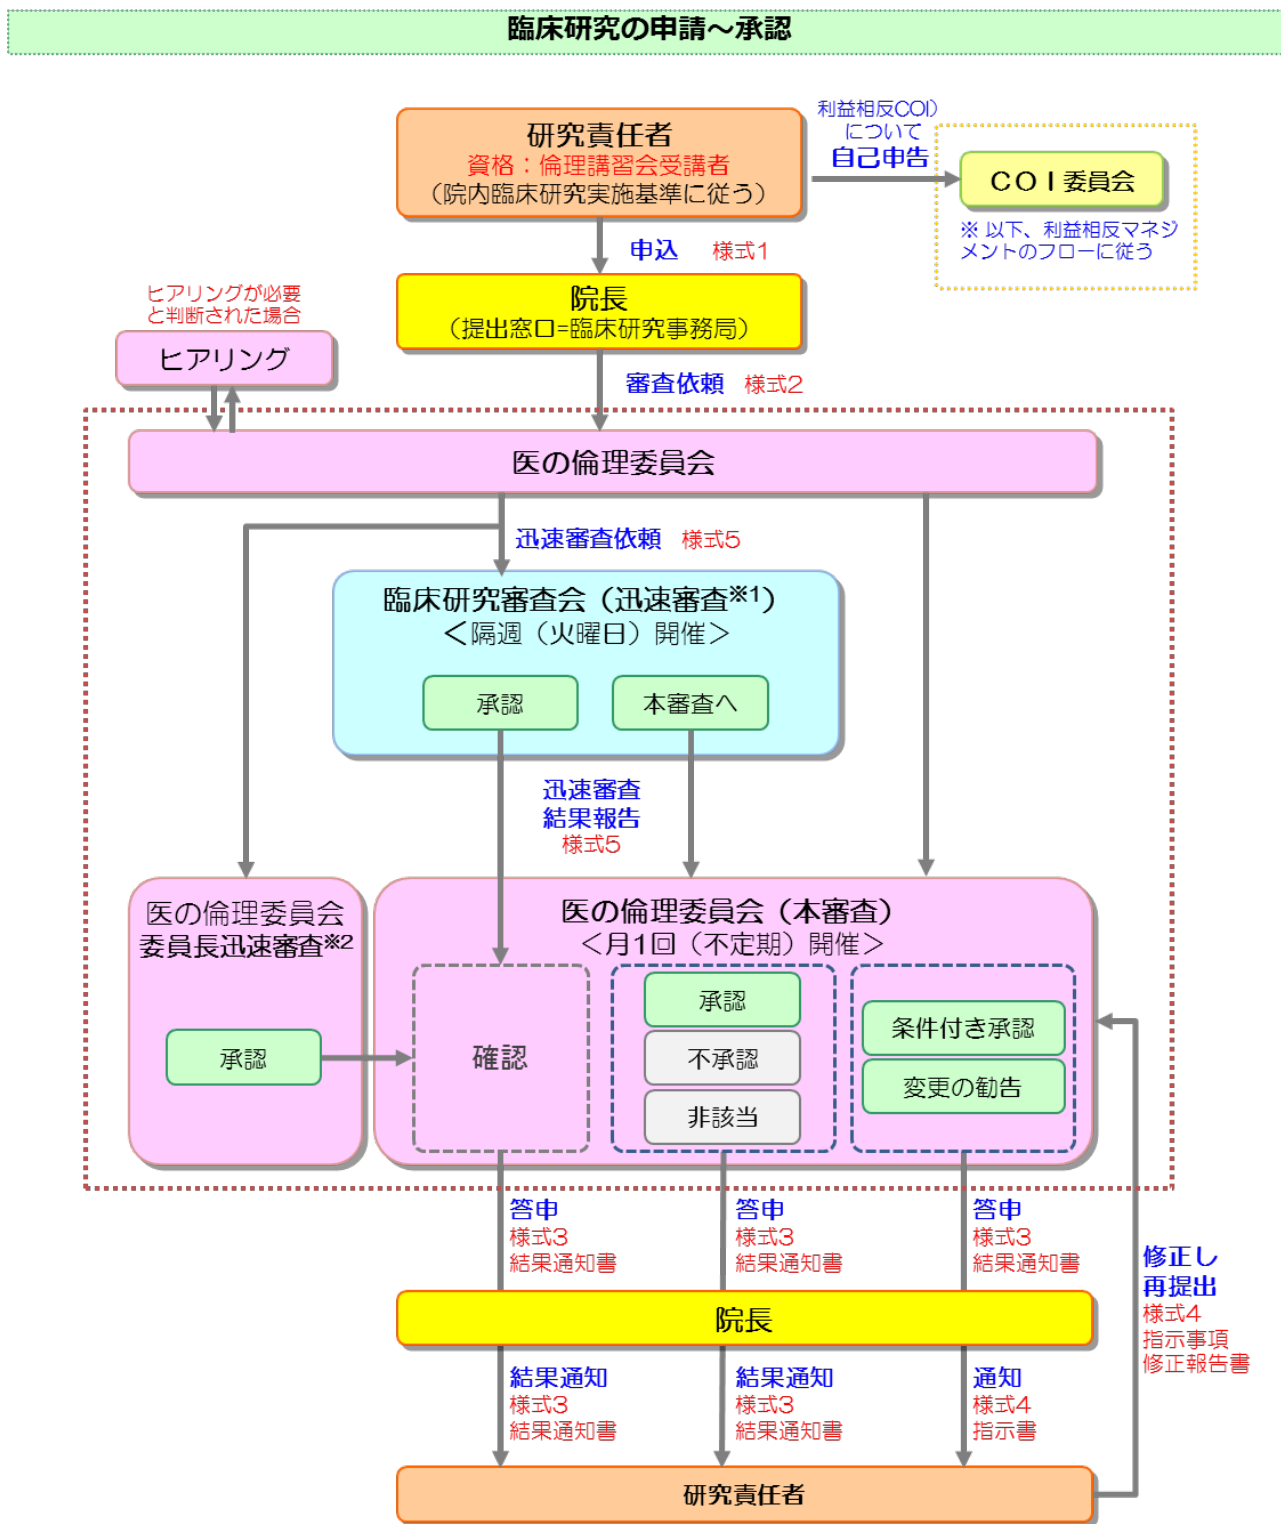 臨床研究の申請～承認
研究責任者
資格：倫理講習会受講者
（院内臨床研究実施基準に従う）
利益相反COI）
について
自己申告
ＣＯＩ委員会
※ 以下、利益相反マネジ
メントのフローに従う
申込 様式1
院長
（提出窓口=臨床研究事務局）
ヒアリングが必要
と判断された場合
ヒアリング
審査依頼 様式2
医の倫理委員会
迅速審査依頼 様式5
臨床研究審査会（迅速審査※1）
＜隔週（火曜日）開催＞
承認
本審査へ
迅速審査
結果報告
様式5
医の倫理委員会
委員長迅速審査※2
承認
医の倫理委員会（本審査）
＜月1回（不定期）開催＞
確認
承認
不承認
非該当
条件付き承認
変更の勧告
答申
様式3
結果通知書
答申
様式3
結果通知書
答申
様式3
結果通知書
修正し
再提出
様式4
指示事項
修正報告書
院長
結果通知
様式3
結果通知書
結果通知
様式3
結果通知書
通知
様式4
指示書
研究責任者